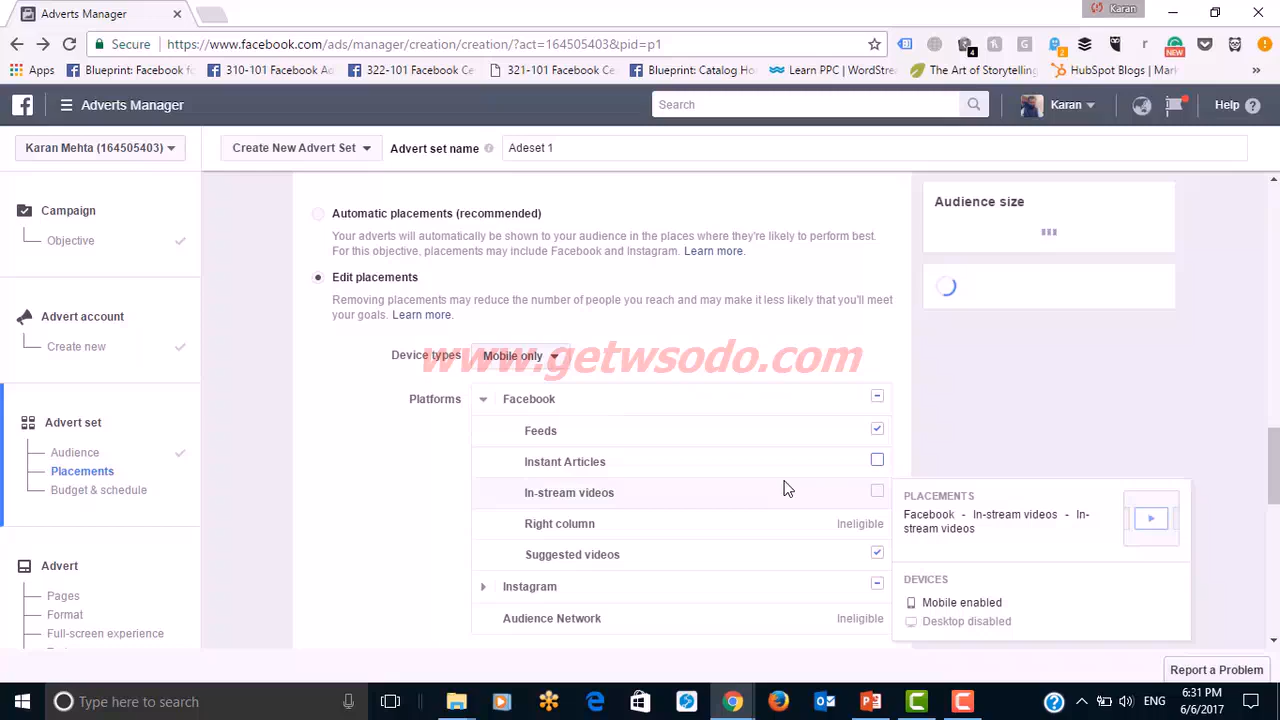 Adverts Manager
Karan
Secure
https://www.facebook.com/ads/manager/creation/creation/?act=164505403&pid=p1
4
2
NEW
Apps
Blueprint: Facebook fo
310-101 Facebook Ad
322-101 Facebook Ce
321-101 Facebook Ce
Blueprint: Catalog Ho
Learn PPC | WordStre
The Art of Storytelling
HubSpot Blogs | Mark
Adverts Manager
Search
Karan
Help
Karan Mehta (164505403)
Create New Advert Set
Advert set name
Adeset 1
Campaign
Objective
Advert account
Create new
Advert set
Audience
Placements
Budget & schedule
Advert
Pages
Format
Full-screen experience
Automatic placements (recommended)
Your adverts will automatically be shown to your audience in the places where they're likely to perform best.
For this objective, placements may include Facebook and Instagram. Learn more.
Edit placements
Removing placements may reduce the number of people you reach and may make it less likely that you'll meet
your goals. Learn more.
Device types
Mobile only
www.getwsodo.com
Platforms
Facebook
Feeds
Instant Articles
In-stream videos
Right column
Ineligible
Suggested videos
Instagram
Audience Network
Ineligible
Audience size
PLACEMENTS
Facebook - In-stream videos - In-
stream videos
DEVICES
Mobile enabled
Desktop disabled
Report a Problem
Type here to search
ENG
6:31 PM
6/6/2017